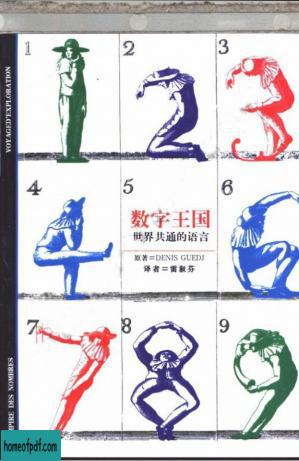 VOYAGE D'EXPLORATION
1
2
3
4
5
数字王国
世界共通的语言
原著=DENIS GUEDJ
译者=雷淑芬
6
7
8
9
PIRE DES NOMBRES
homeofpdf.com